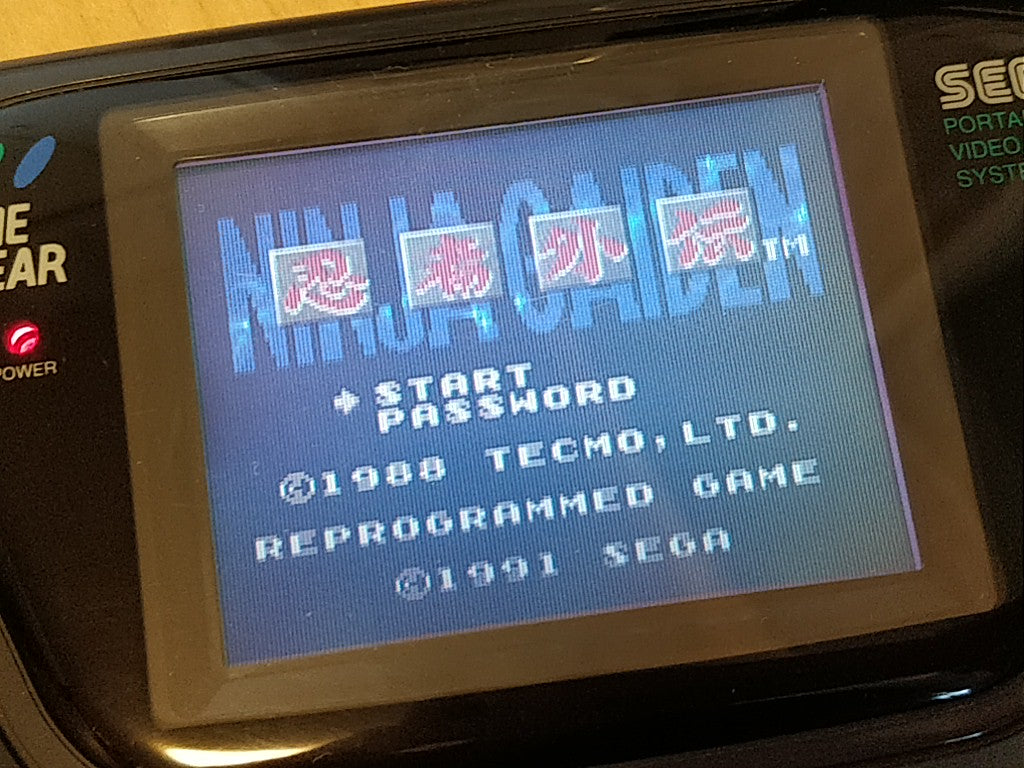 SEG
PORTA
VIDEO
SYSTE
ME
EAR
POWER
NINJA GAIDEN
忍者外伝
TM
START
PASSWORD
©1988 TECMO, LTD.
REPROGRAMMED GAME
©1991 SEGA